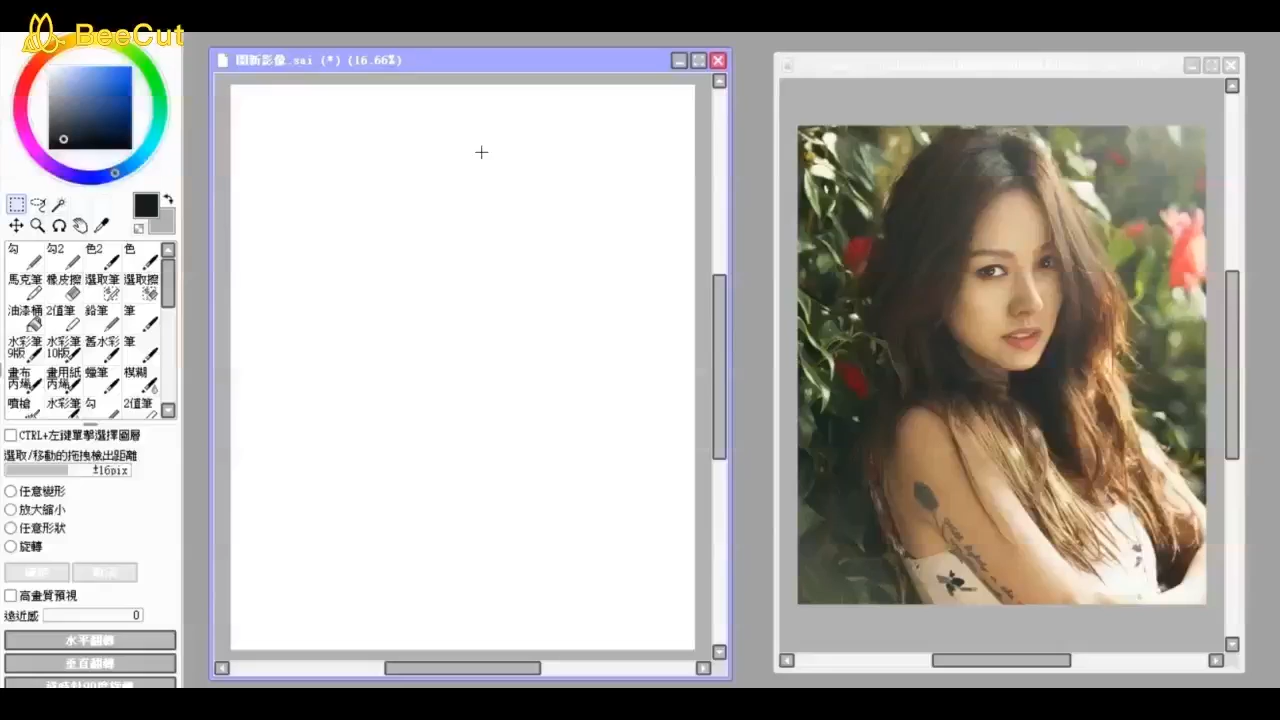 BeeCut
開新影像.sai (*) (16.66%)
勾 勾2 色2 色
馬克筆 橡皮擦 選取筆 選取擦
油漆桶 2值筆 鉛筆 筆
水彩筆 水彩筆 舊水彩 筆
9版 10版
畫布 畫用紙 蠟筆 模糊
丙烯 丙烯
噴槍 水彩筆 勾 2值筆
CTRL+左鍵單擊選擇圖層
選取/移動的拖拽檢出距離
±16pix
任意變形
放大縮小
任意形狀
旋轉
高畫質預視
遠近感 0
水平翻轉
垂直翻轉